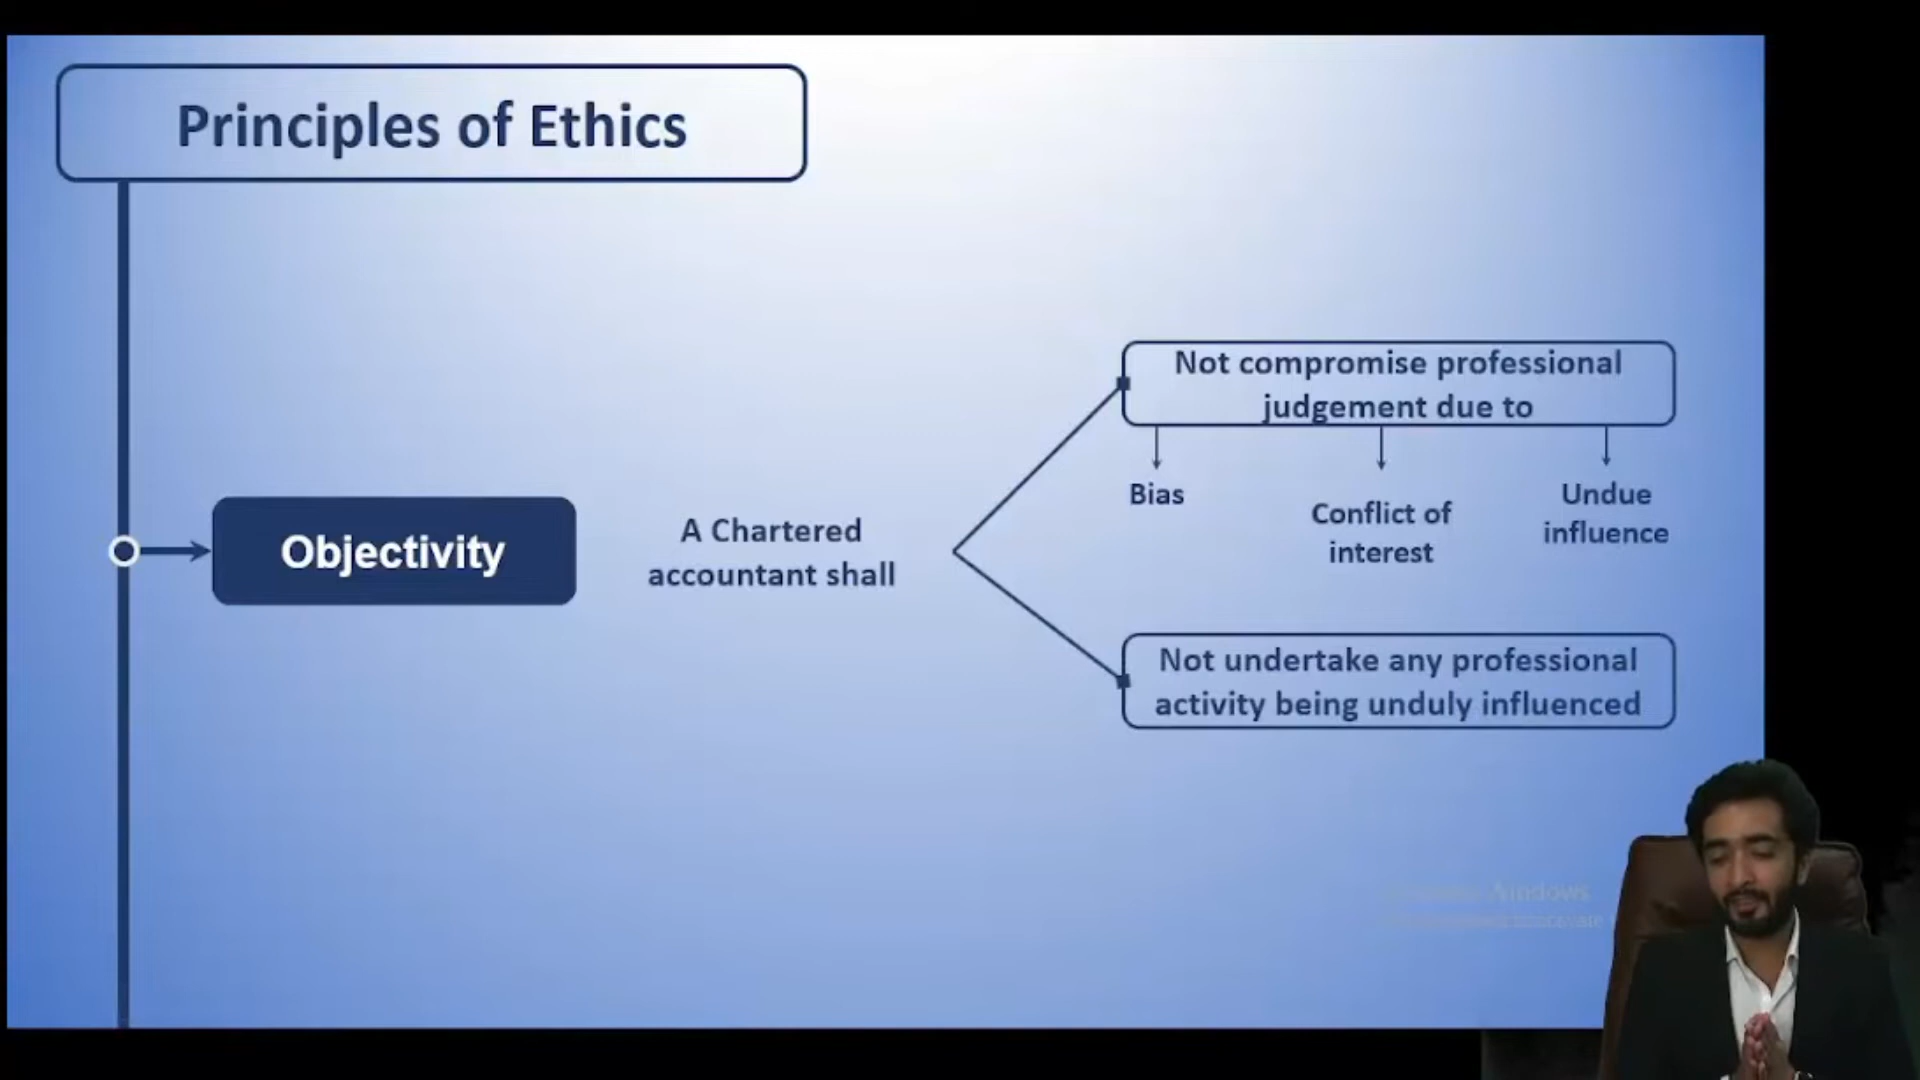 Principles of Ethics
Objectivity
A Chartered
accountant shall
Not compromise professional
judgement due to
Bias
Conflict of
interest
Undue
influence
Not undertake any professional
activity being unduly influenced